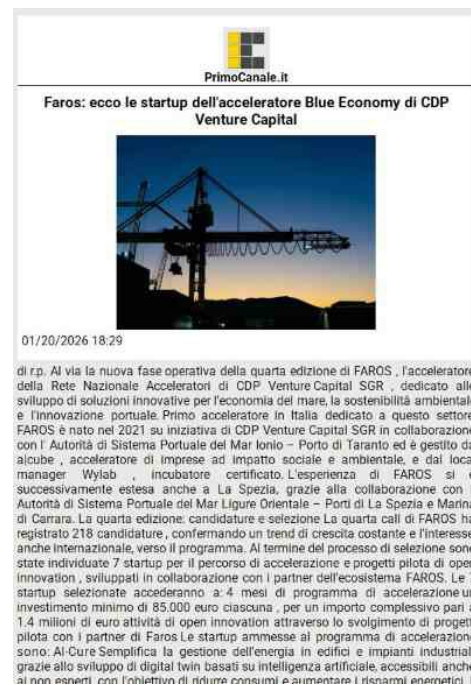 PrimoCanale.it
Faros: ecco le startup dell'acceleratore Blue Economy di CDP
Venture Capital
01/20/2026 18:29
di r.p. Al via la nuova fase operativa della quarta edizione di FAROS , l'acceleratore
della Rete Nazionale Acceleratori di CDP Venture Capital SGR , dedicato allo
sviluppo di soluzioni innovative per l'economia del mare, la sostenibilità ambientale
e l'innovazione portuale. Primo acceleratore in Italia dedicato a questo settore
FAROS è nato nel 2021 su iniziativa di CDP Venture Capital SGR in collaborazione
con l' Autorità di Sistema Portuale del Mar Ionio – Porto di Taranto ed è gestito da
a|cube , acceleratore di imprese ad impatto sociale e ambientale, e dal local
manager Wylab , incubatore certificato. L'esperienza di FAROS si è
successivamente estesa anche a La Spezia, grazie alla collaborazione con
Autorità di Sistema Portuale del Mar Ligure Orientale – Porti di La Spezia e Marina
di Carrara. La quarta edizione: candidature e selezione La quarta call di FAROS ha
registrato 218 candidature , confermando un trend di crescita costante e l'interesse
anche internazionale, verso il programma. Al termine del processo di selezione sono
state individuate 7 startup per il percorso di accelerazione e progetti pilota di open
innovation , sviluppati in collaborazione con i partner dell'ecosistema FAROS. Le 7
startup selezionate accederanno a: 4 mesi di programma di accelerazione un
investimento minimo di 85.000 euro ciascuna , per un importo complessivo pari a
1.4 milioni di euro attività di open innovation attraverso lo svolgimento di progetti
pilota con i partner di Faros Le startup ammesse al programma di accelerazione
sono: AI-Cure Semplifica la gestione dell'energia in edifici e impianti industriali
grazie allo sviluppo di digital twin basati su intelligenza artificiale, accessibili anche
ai non esperti, con l'obiettivo di ridurre consumi e aumentare i risparmi energetici.